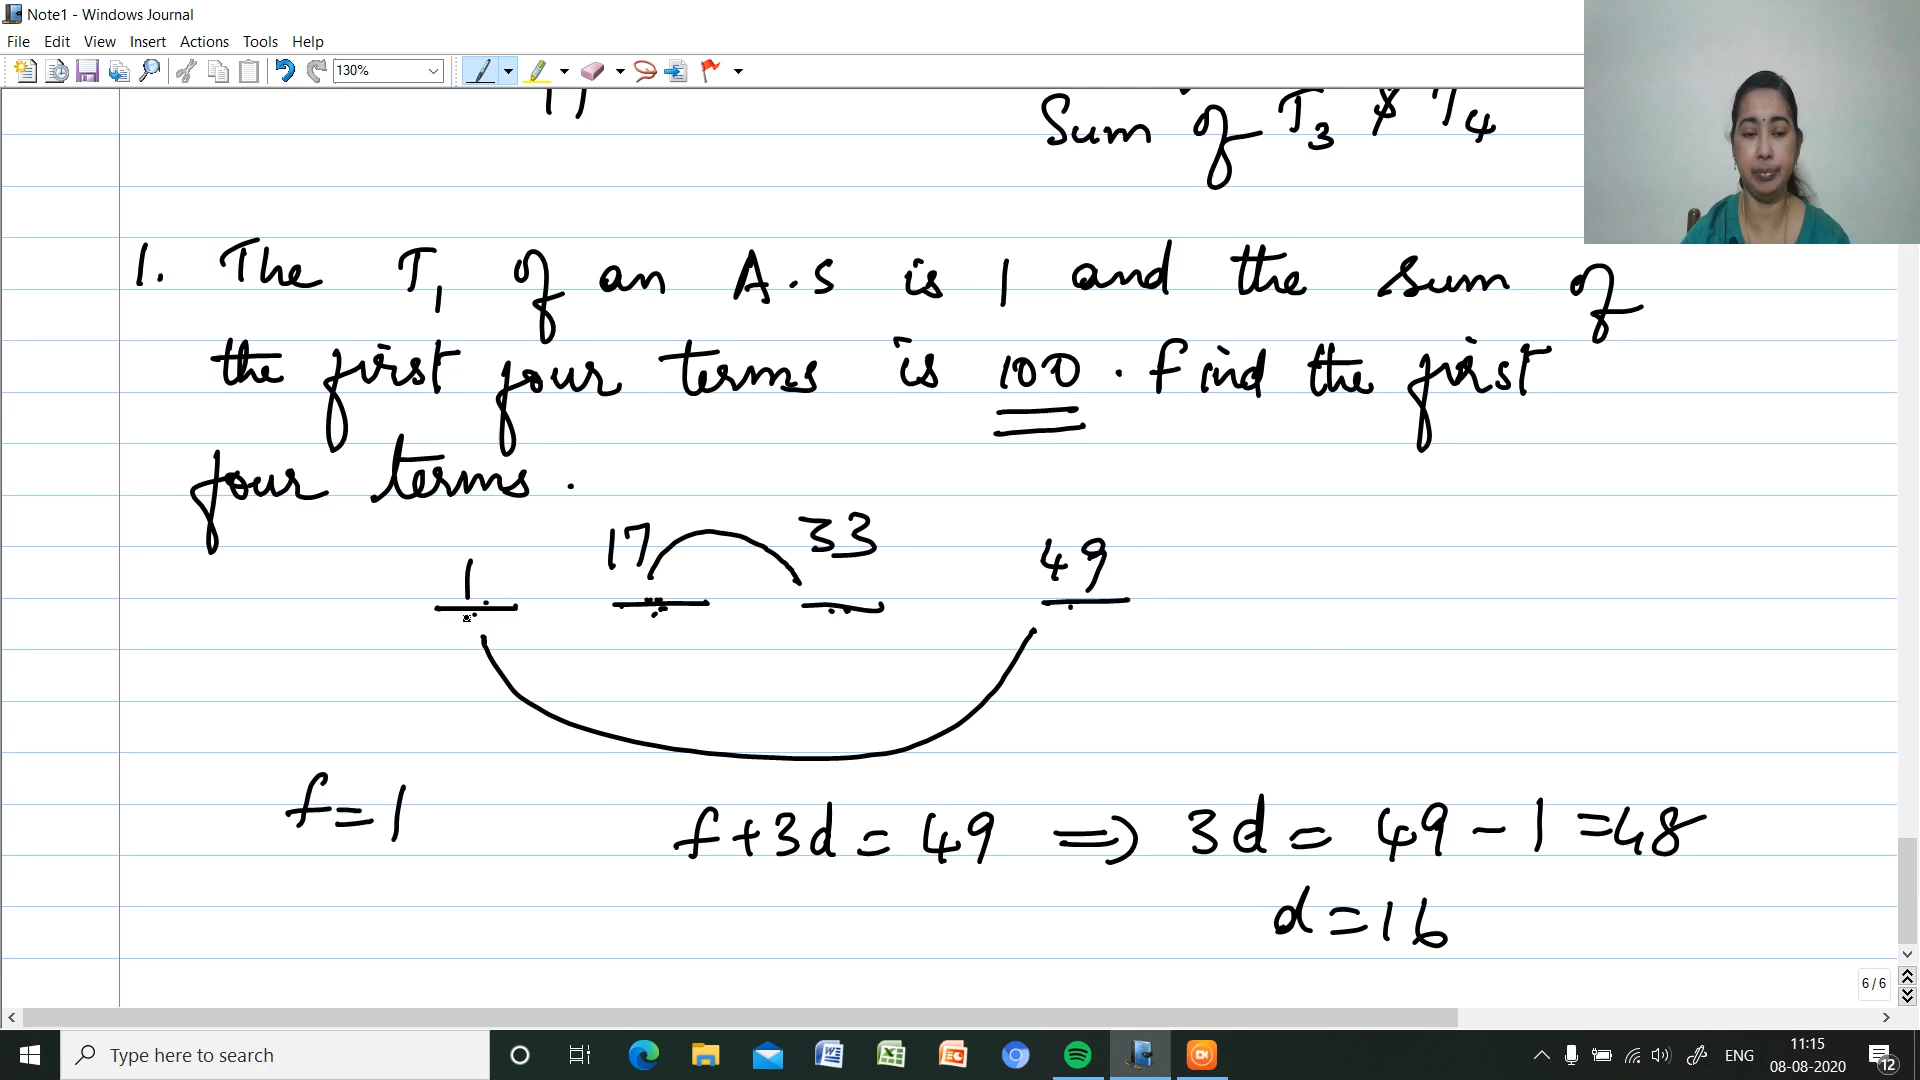 Note1 - Windows Journal
File Edit View Insert Actions Tools Help
130%
Sum of T3 & T4
1. The T1 of an A.S is 1 and the sum of
the first four terms is 100. Find the first
four terms.
1 17 33 49
f=1 f+3d=49 ⇒ 3d=49-1=48
d=16
6 / 6
Type here to search
ENG
11:15
08-08-2020
12